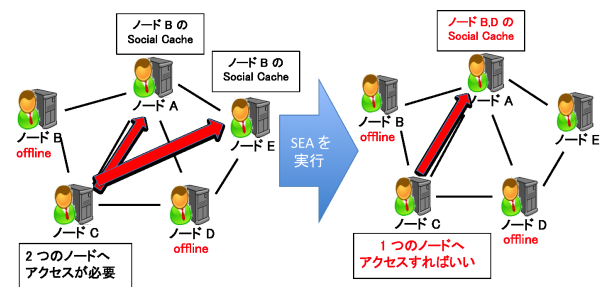 ノード B の
Social Cache
ノード B の
Social Cache
ノード A
ノード B
offline
ノード E
ノード C
ノード D
offline
2 つのノードへ
アクセスが必要
SEA を
実行
ノード B,D の
Social Cache
ノード A
ノード B
offline
ノード E
ノード C
ノード D
offline
1 つのノードへ
アクセスすればいい